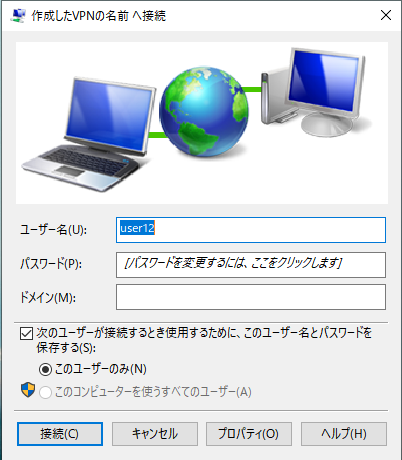 作成したVPNの名前 へ接続
ユーザー名(U):
user12
パスワード(P):
[パスワードを変更するには、ここをクリックします]
ドメイン(M):
次のユーザーが接続するとき使用するために、このユーザー名とパスワードを
保存する(S):
このユーザーのみ(N)
このコンピューターを使うすべてのユーザー(A)
接続(C)
キャンセル
プロパティ(O)
ヘルプ(H)